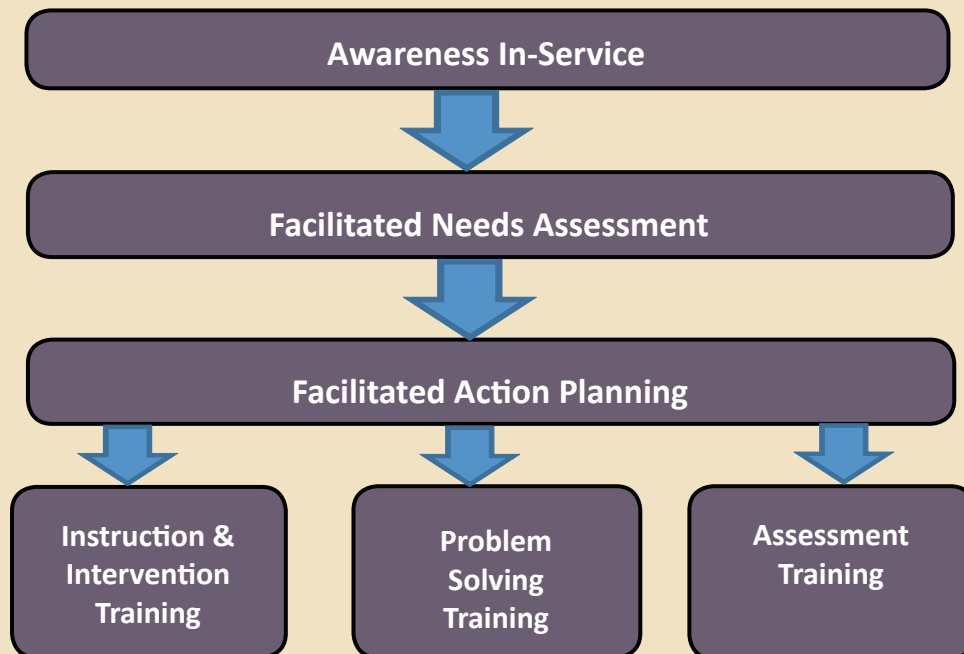 Awareness In-Service
Facilitated Needs Assessment
Facilitated Action Planning
Instruction &
Intervention
Training
Problem
Solving
Training
Assessment
Training